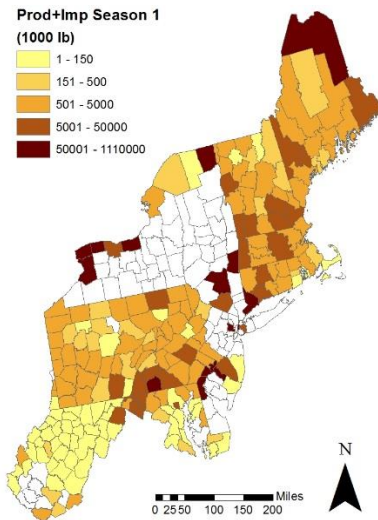 Prod+Imp Season 1
(1000 lb)
1 - 150
151 - 500
501 - 5000
5001 - 50000
50001 - 1110000
N
0 25 50 100 150 200 Miles